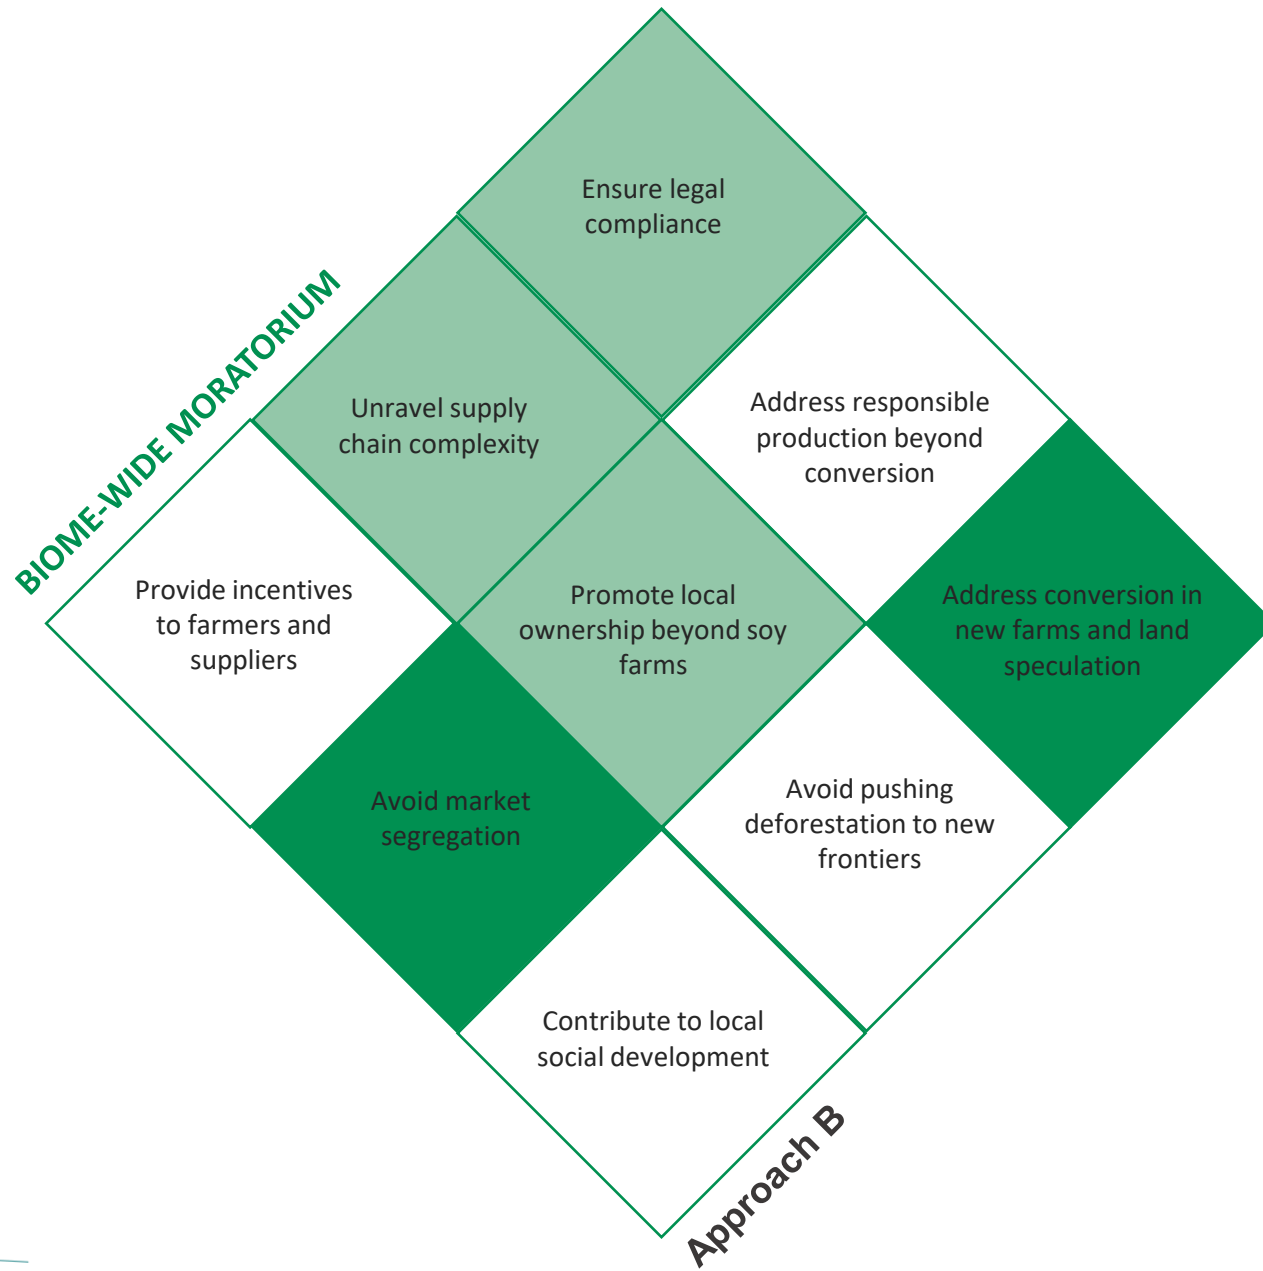 Ensure legal
compliance
BIOME-WIDE MORATORIUM
Unravel supply
chain complexity
Address responsible
production beyond
conversion
Provide incentives
to farmers and
suppliers
Promote local
ownership beyond soy
farms
Address conversion in
new farms and land
speculation
Avoid market
segregation
Avoid pushing
deforestation to new
frontiers
Contribute to local
social development
Approach B